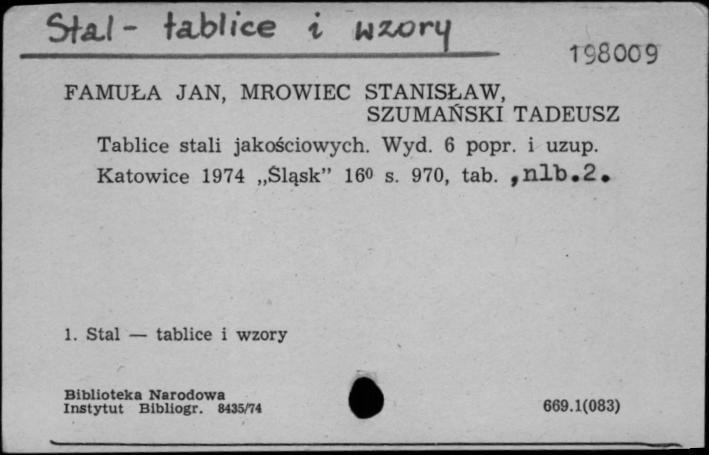 Stal - tablice i wzory
198009
FAMUŁA JAN, MROWIEC STANISŁAW,
SZUMAŃSKI TADEUSZ
Tablice stali jakościowych. Wyd. 6 popr. i uzup.
Katowice 1974 „Śląsk” 16⁰ s. 970, tab. ,nlb.2.
1. Stal — tablice i wzory
Biblioteka Narodowa
Instytut Bibliogr. 8435/74
669.1(083)